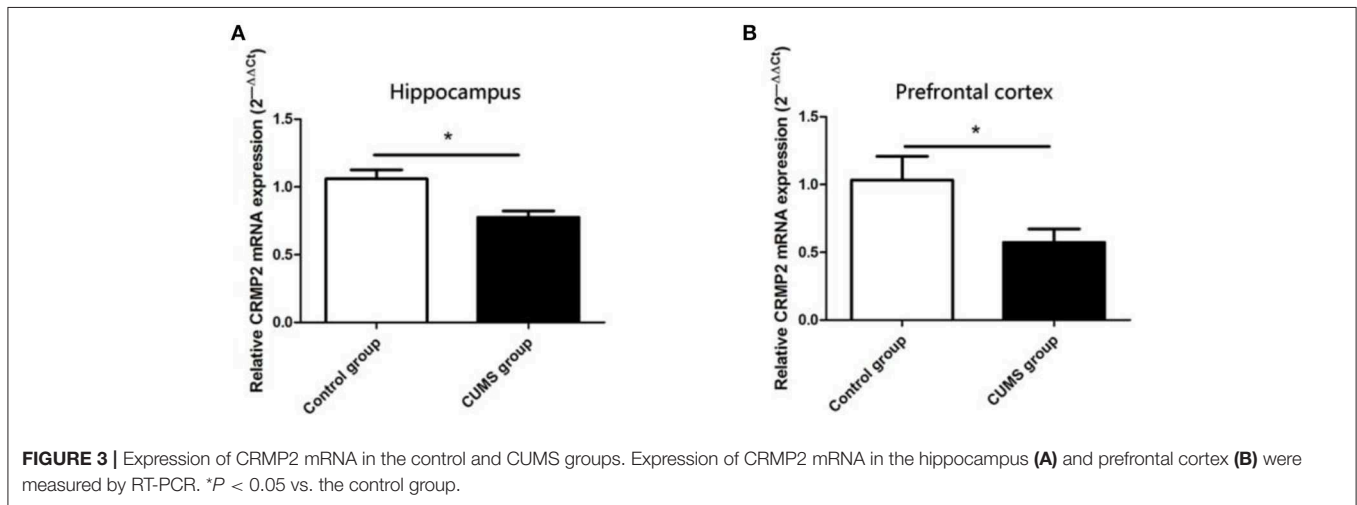 A
Relative CRMP2 mRNA expression (2—ΔΔCt)
Hippocampus
*
1.5
1.0
0.5
0.0
Control group
CUMS group
B
Relative CRMP2 mRNA expression (2—ΔΔCt)
Prefrontal cortex
*
1.5
1.0
0.5
0.0
Control group
CUMS group
FIGURE 3 | Expression of CRMP2 mRNA in the control and CUMS groups. Expression of CRMP2 mRNA in the hippocampus (A) and prefrontal cortex (B) were
measured by RT-PCR. *P < 0.05 vs. the control group.